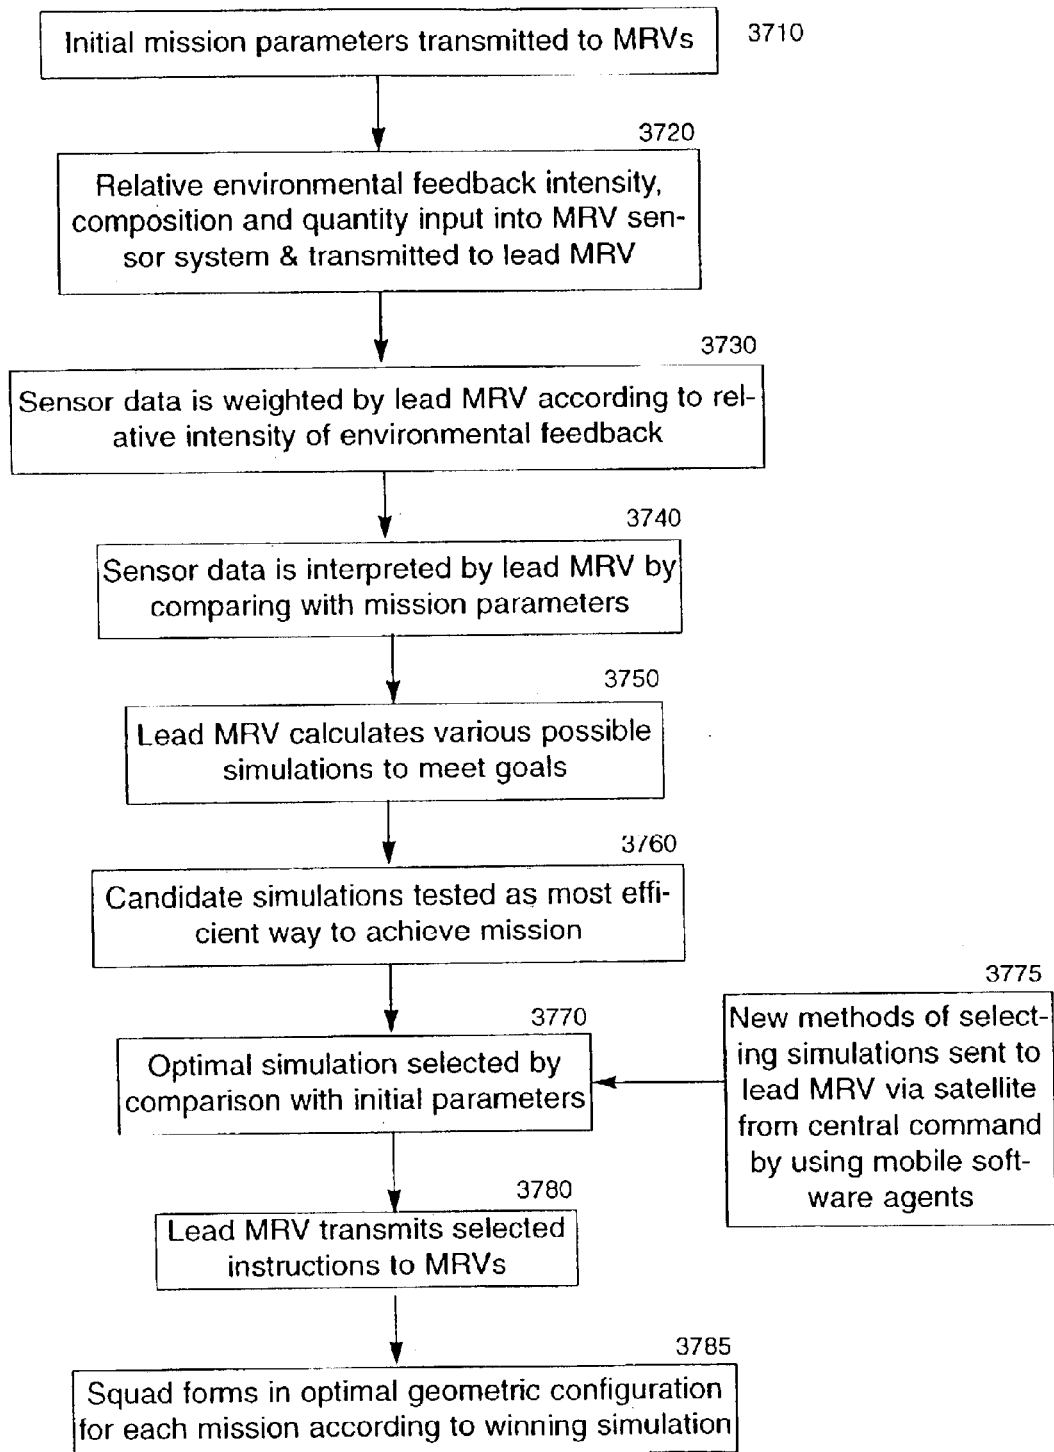 Initial mission parameters transmitted to MRVs
3710
3720
Relative environmental feedback intensity,
composition and quantity input into MRV sen-
sor system & transmitted to lead MRV
3730
Sensor data is weighted by lead MRV according to rel-
ative intensity of environmental feedback
3740
Sensor data is interpreted by lead MRV by
comparing with mission parameters
3750
Lead MRV calculates various possible
simulations to meet goals
3760
Candidate simulations tested as most effi-
cient way to achieve mission
3770
Optimal simulation selected by
comparison with initial parameters
3775
New methods of select-
ing simulations sent to
lead MRV via satellite
from central command
by using mobile soft-
ware agents
3780
Lead MRV transmits selected
instructions to MRVs
3785
Squad forms in optimal geometric configuration
for each mission according to winning simulation